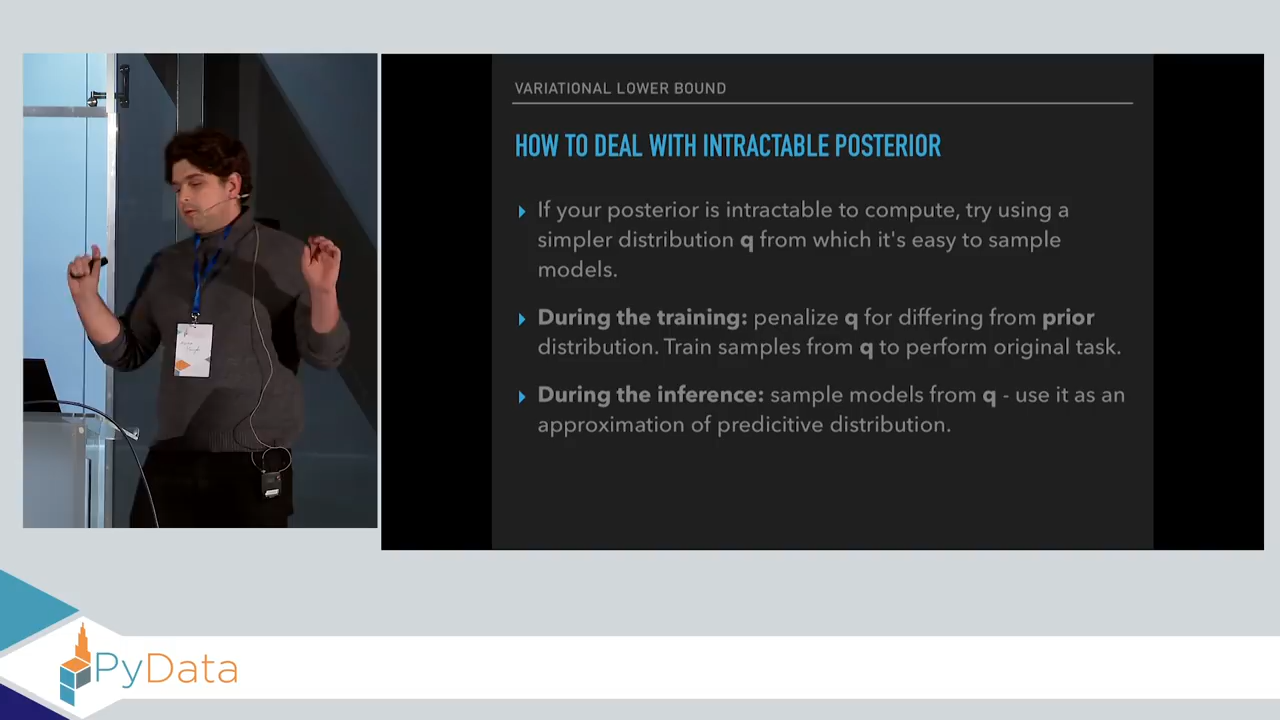 VARIATIONAL LOWER BOUND
HOW TO DEAL WITH INTRACTABLE POSTERIOR
If your posterior is intractable to compute, try using a
simpler distribution q from which it's easy to sample
models.
During the training: penalize q for differing from prior
distribution. Train samples from q to perform original task.
During the inference: sample models from q - use it as an
approximation of predicitive distribution.
PyData